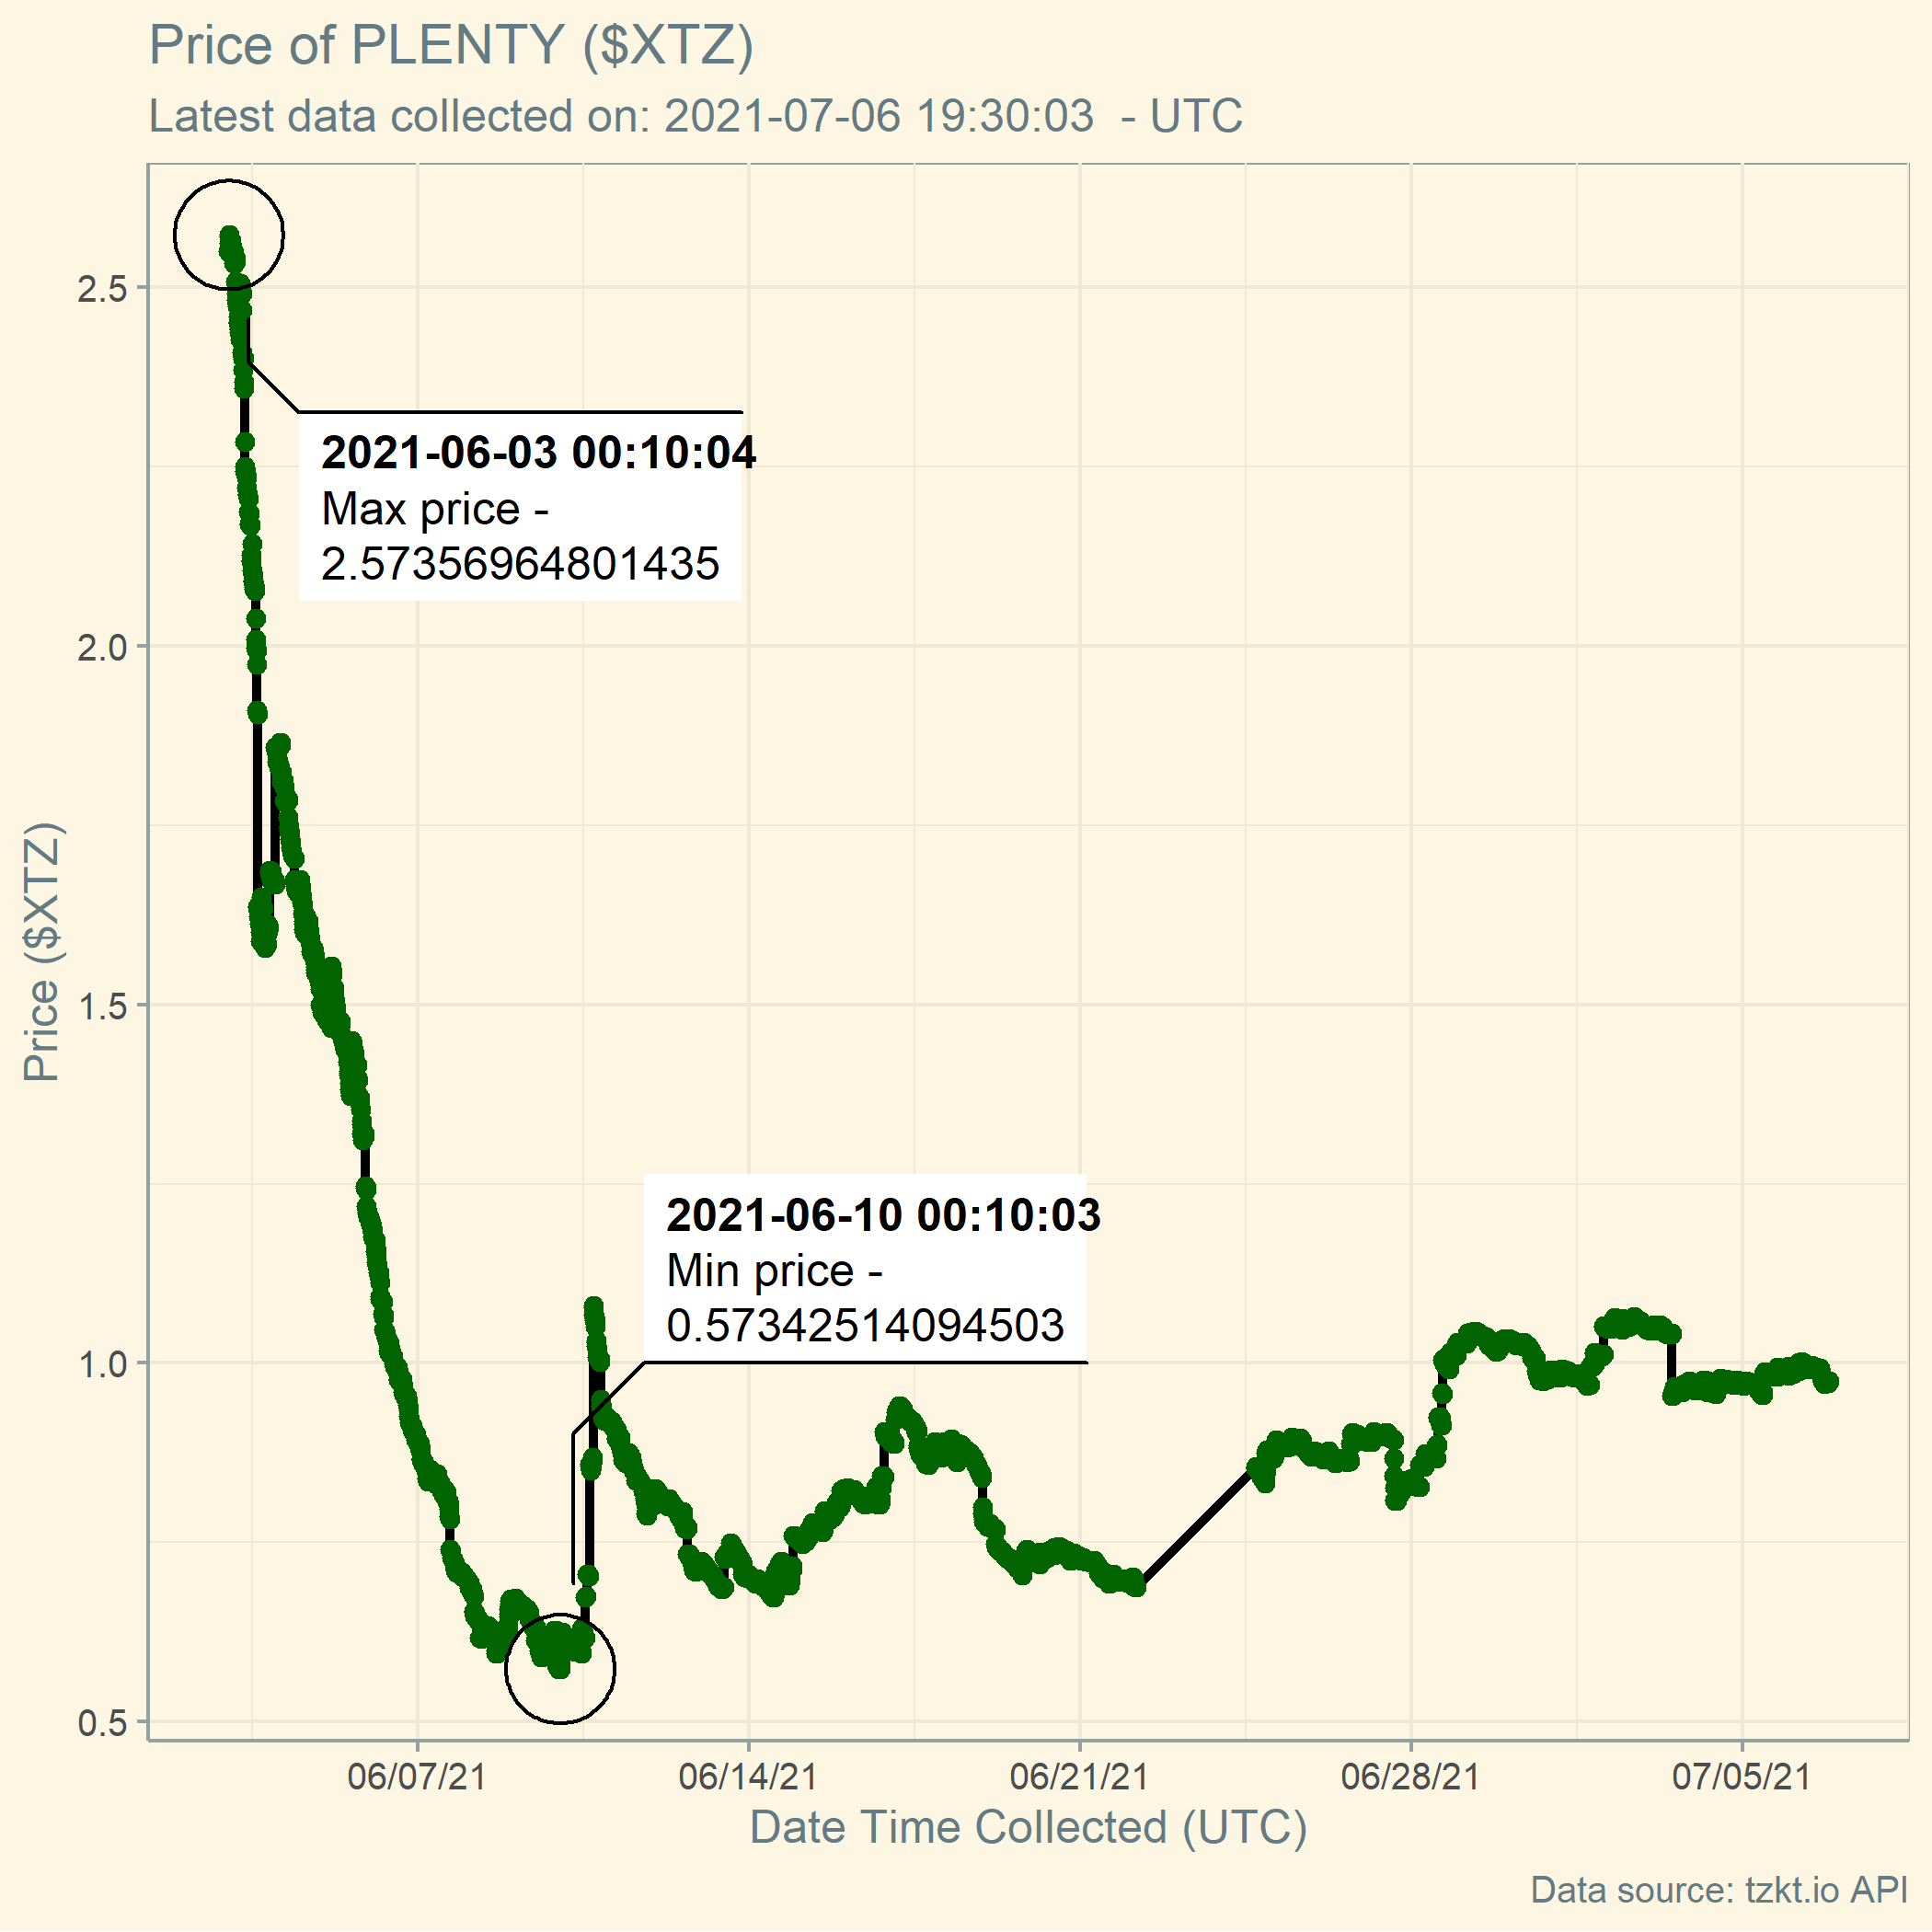 Price of PLENTY ($XTZ)
Latest data collected on: 2021-07-06 19:30:03  - UTC
2.5
2.0
1.5
1.0
0.5
Price ($XTZ)
2021-06-03 00:10:04
Max price -
2.57356964801435
2021-06-10 00:10:03
Min price -
0.57342514094503
06/07/21
06/14/21
06/21/21
06/28/21
07/05/21
Date Time Collected (UTC)
Data source: tzkt.io API